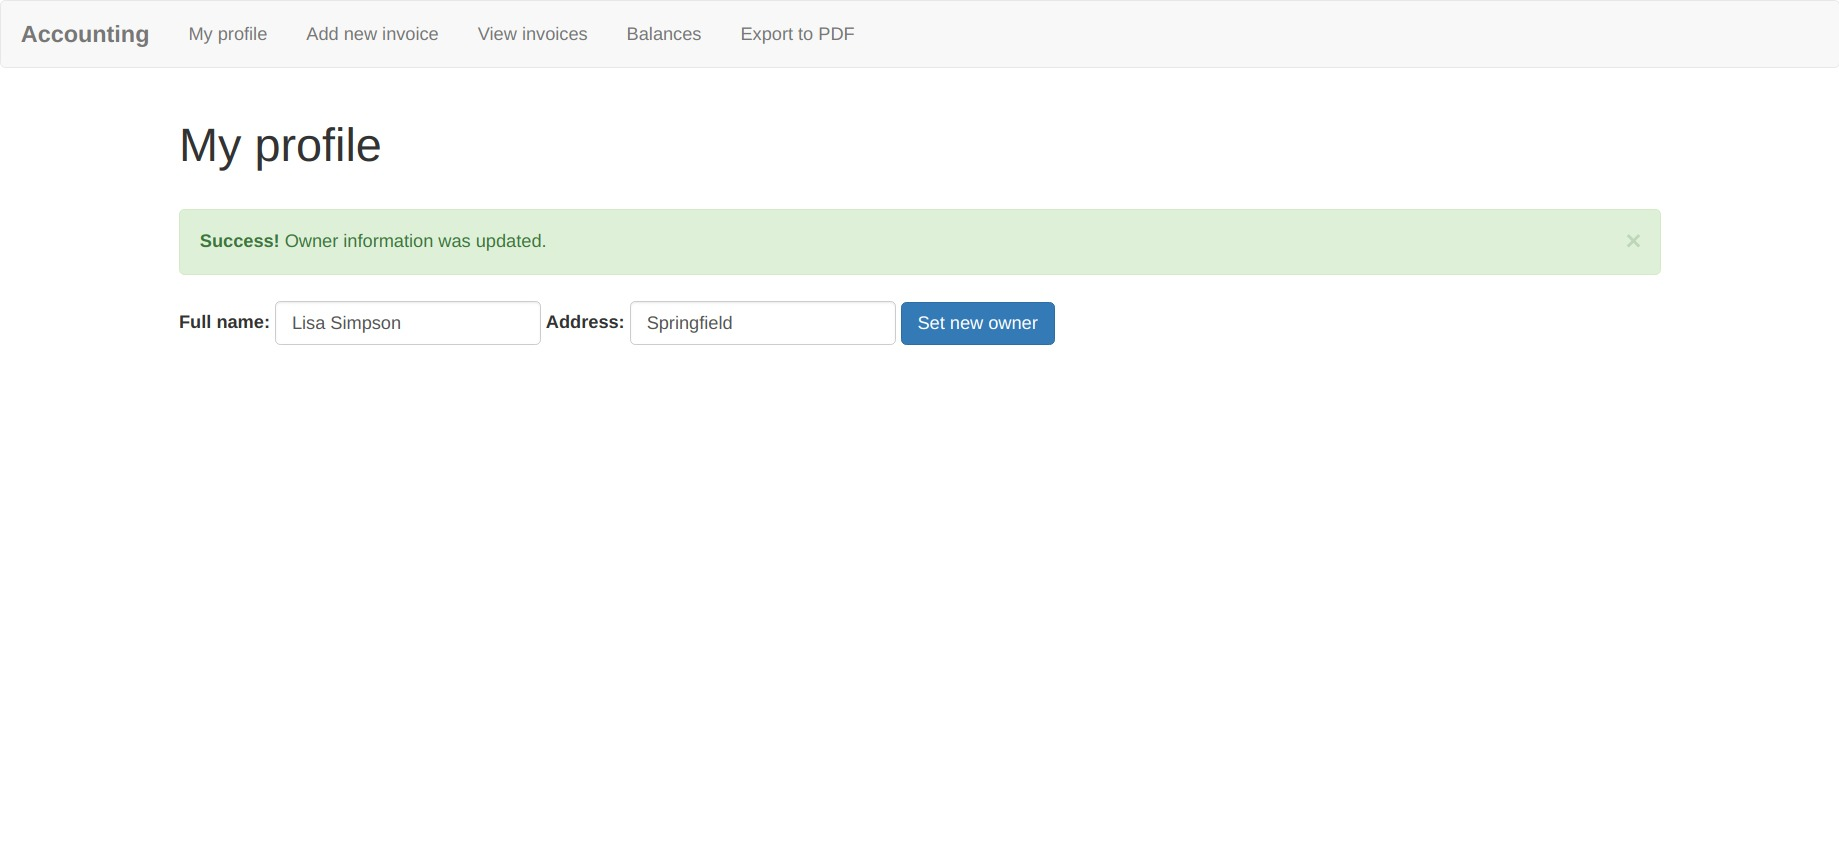 Accounting My profile Add new invoice View invoices Balances Export to PDF
My profile
Success! Owner information was updated. ×
Full name: Lisa Simpson Address: Springfield Set new owner